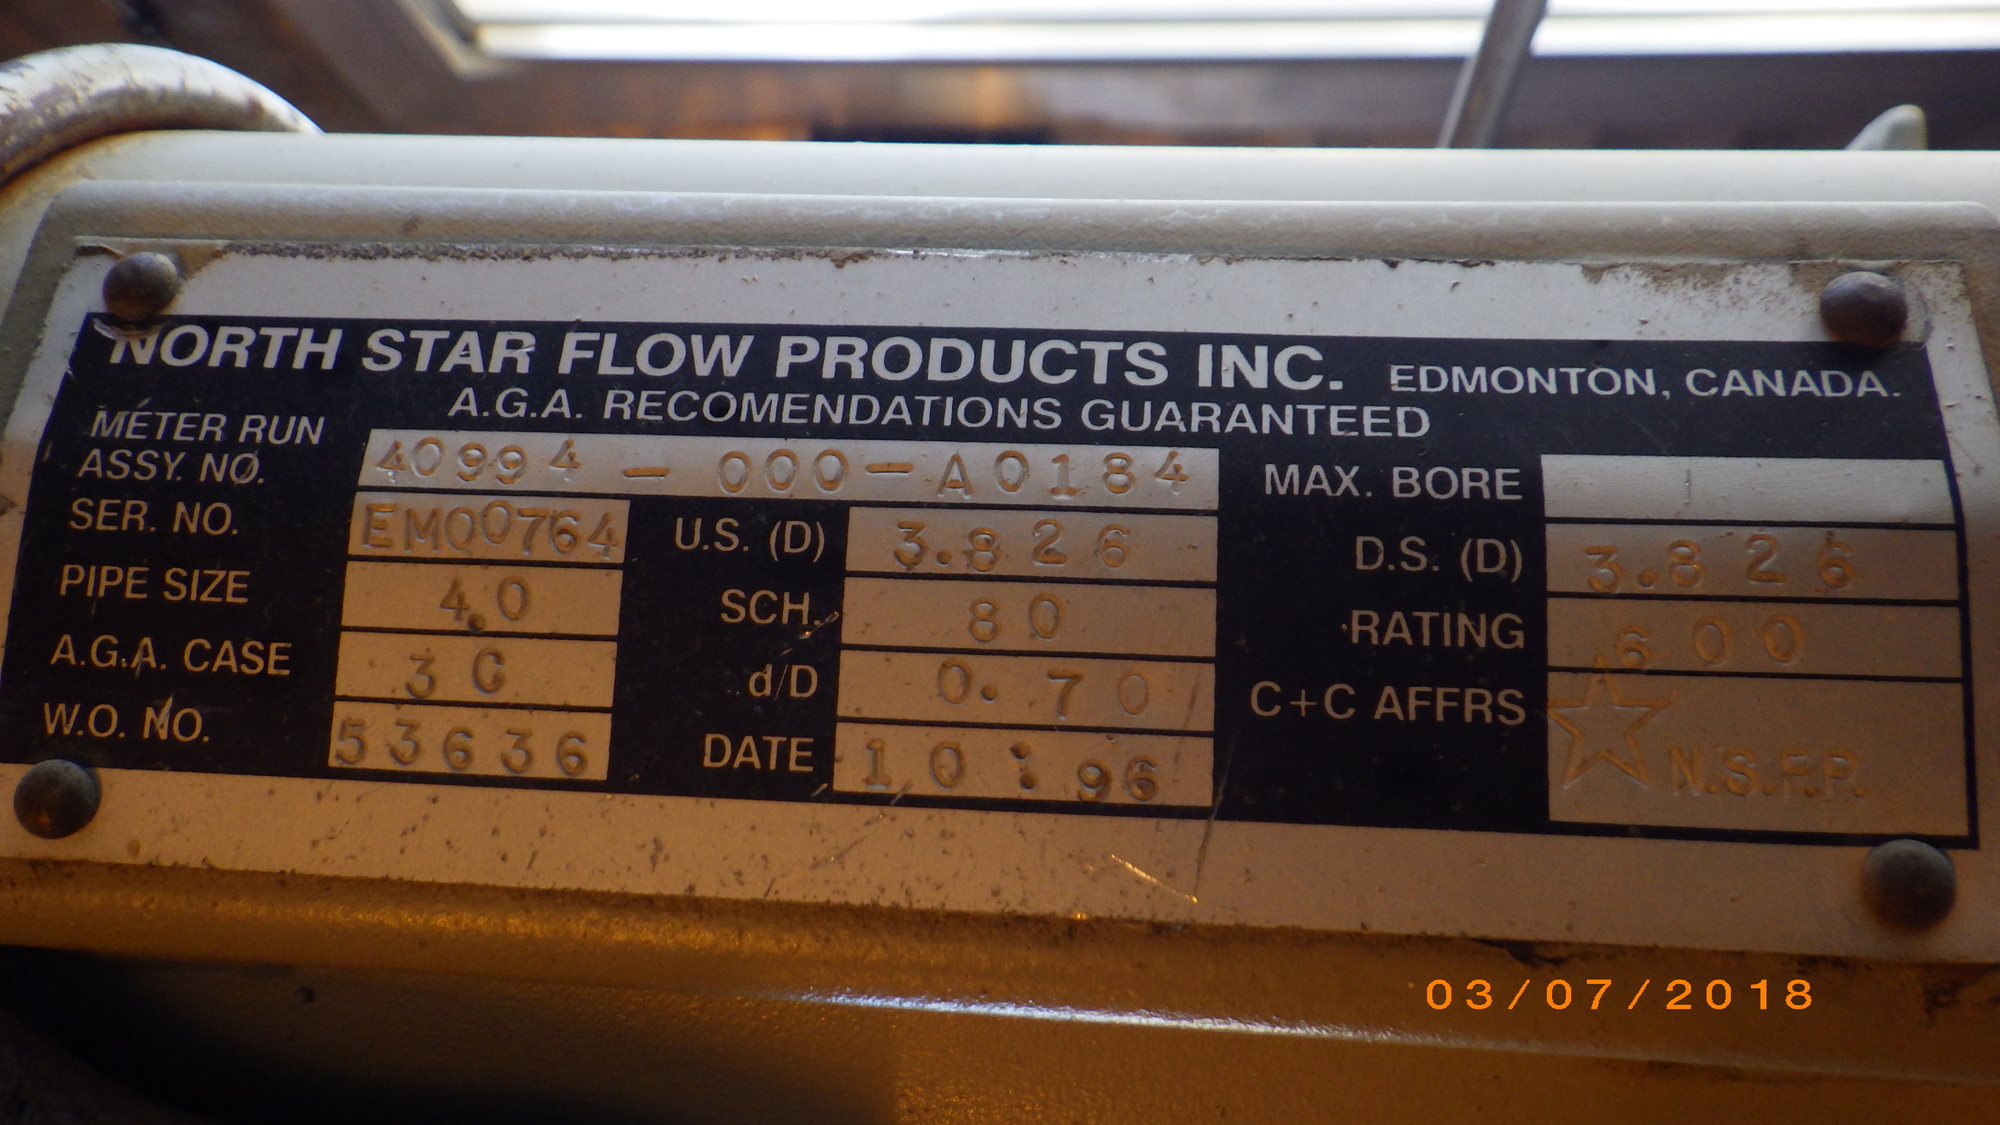 NORTH STAR FLOW PRODUCTS INC. EDMONTON, CANADA.
A.G.A. RECOMENDATIONS GUARANTEED
METER RUN
ASSY. NO. 40994-000-A0184 MAX. BORE
SER. NO. EM00764 U.S. (D) 3.826 D.S. (D) 3.826
PIPE SIZE 4.0 SCH. 80 RATING 600
A.G.A. CASE 3C d/D 0.70 C+C AFFRS N.S.F.P.
W.O. NO. 53636 DATE 10:96
03/07/2018